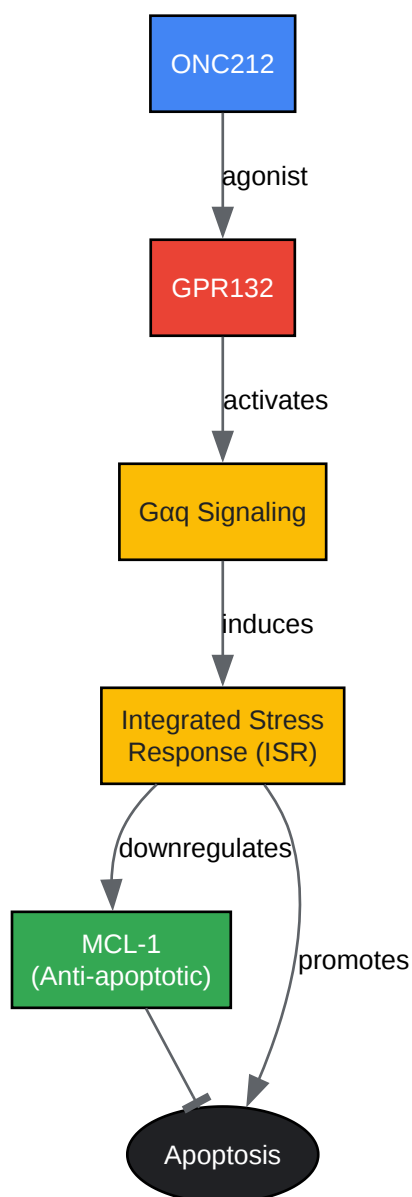 ONC212
agonist
GPR132
activates
Gαq Signaling
induces
Integrated Stress
Response (ISR)
downregulates
MCL-1
(Anti-apoptotic)
promotes
Apoptosis